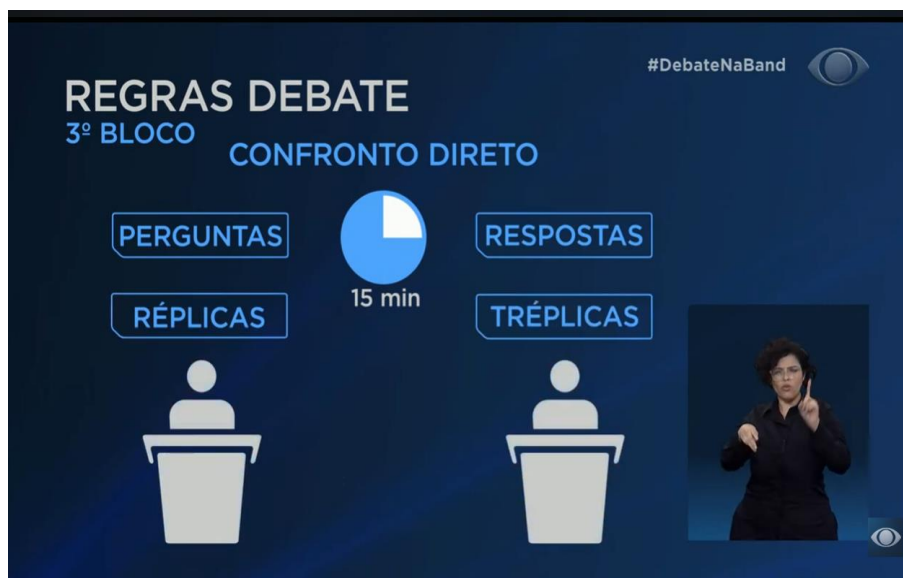 #DebateNaBand
REGRAS DEBATE
3º BLOCO
CONFRONTO DIRETO
PERGUNTAS
RESPOSTAS
15 min
RÉPLICAS
TRÉPLICAS